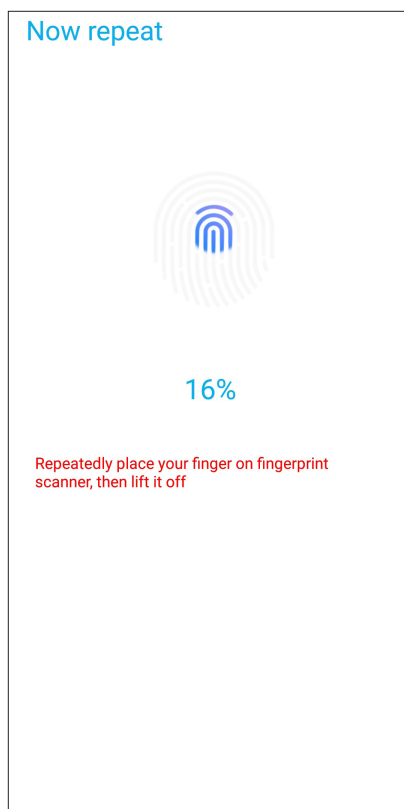 Now repeat
16%
Repeatedly place your finger on fingerprint
scanner, then lift it off